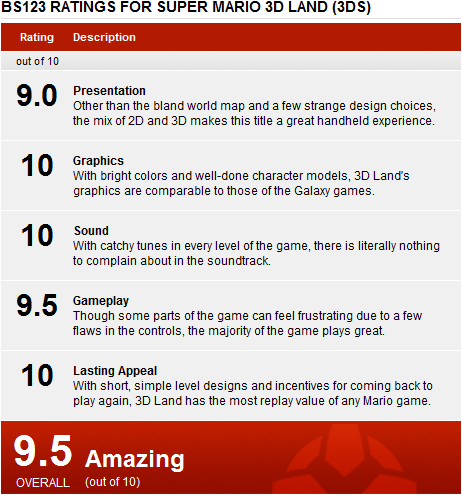 BS123 RATINGS FOR SUPER MARIO 3D LAND (3DS)
Rating Description
out of 10
9.0 Presentation
Other than the bland world map and a few strange design choices,
the mix of 2D and 3D makes this title a great handheld experience.
10 Graphics
With bright colors and well-done character models, 3D Land's
graphics are comparable to those of the Galaxy games.
10 Sound
With catchy tunes in every level of the game, there is literally nothing
to complain about in the soundtrack.
9.5 Gameplay
Though some parts of the game can feel frustrating due to a few
flaws in the controls, the majority of the game plays great.
10 Lasting Appeal
With short, simple level designs and incentives for coming back to
play again, 3D Land has the most replay value of any Mario game.
9.5 Amazing
OVERALL (out of 10)